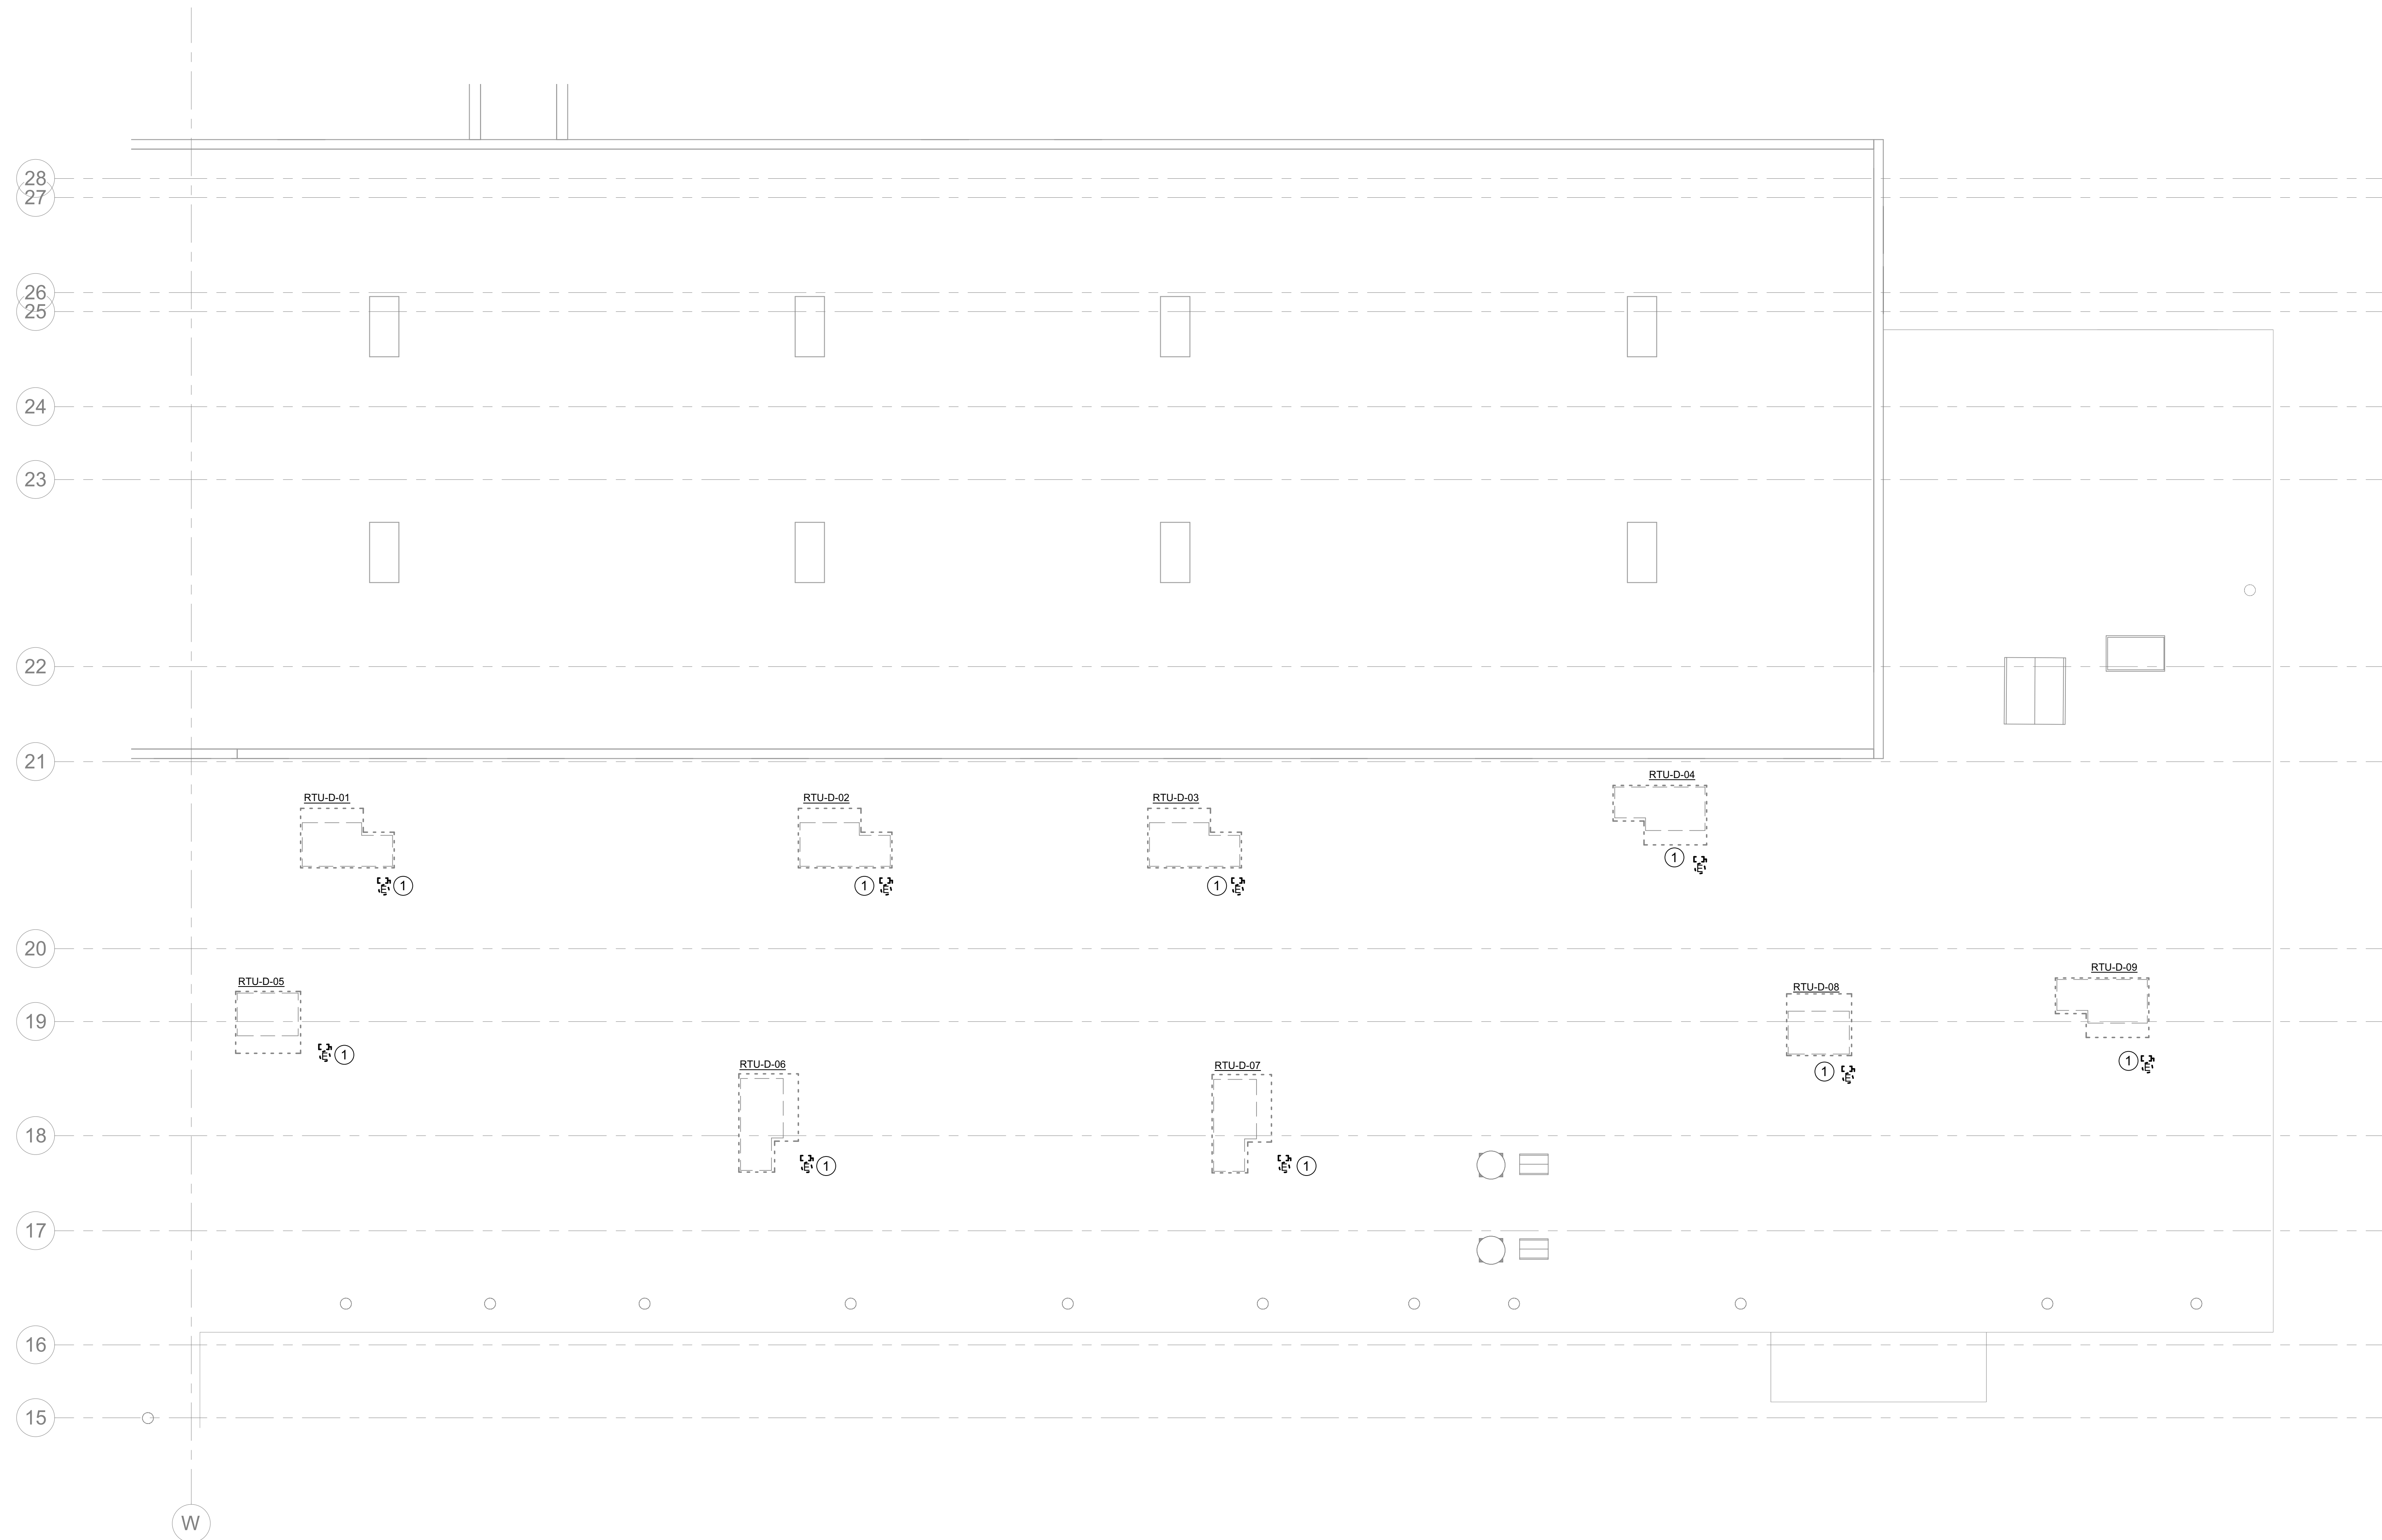 28
27
26
25
24
23
22
21
RTU-D-04
RTU-D-01
RTU-D-02
RTU-D-03
1
E
E 1
1 E
1 E
20
RTU-D-09
RTU-D-05
RTU-D-08
19
E 1
RTU-D-06
RTU-D-07
1 E
1 E
18
E 1
E 1
17
16
15
W